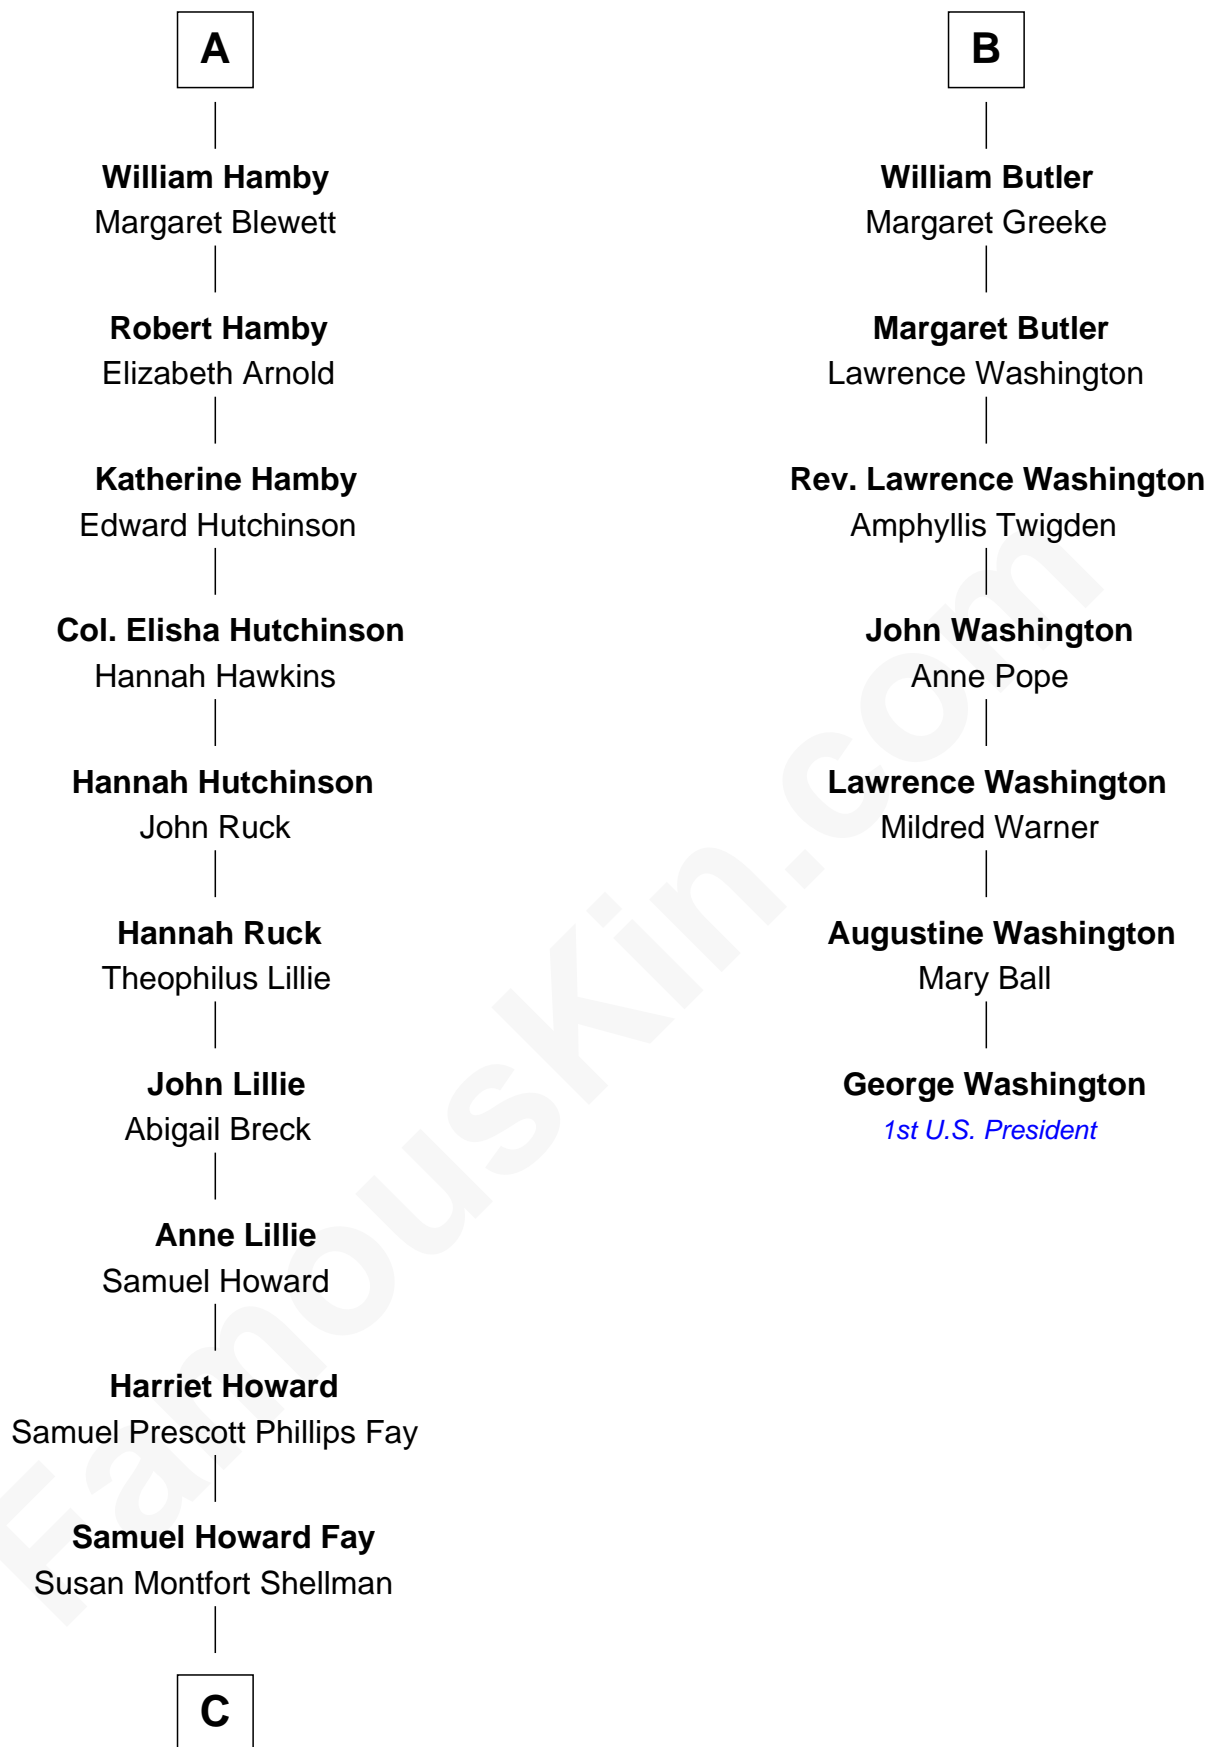 A
William Hamby
Margaret Blewett
Robert Hamby
Elizabeth Arnold
Katherine Hamby
Edward Hutchinson
Col. Elisha Hutchinson
Hannah Hawkins
Hannah Hutchinson
John Ruck
Hannah Ruck
Theophilus Lillie
John Lillie
Abigail Breck
Anne Lillie
Samuel Howard
Harriet Howard
Samuel Prescott Phillips Fay
Samuel Howard Fay
Susan Montfort Shellman
C
B
William Butler
Margaret Greeke
Margaret Butler
Lawrence Washington
Rev. Lawrence Washington
Amphyllis Twigden
John Washington
Anne Pope
Lawrence Washington
Mildred Warner
Augustine Washington
Mary Ball
George Washington
1st U.S. President
FamousKin.com